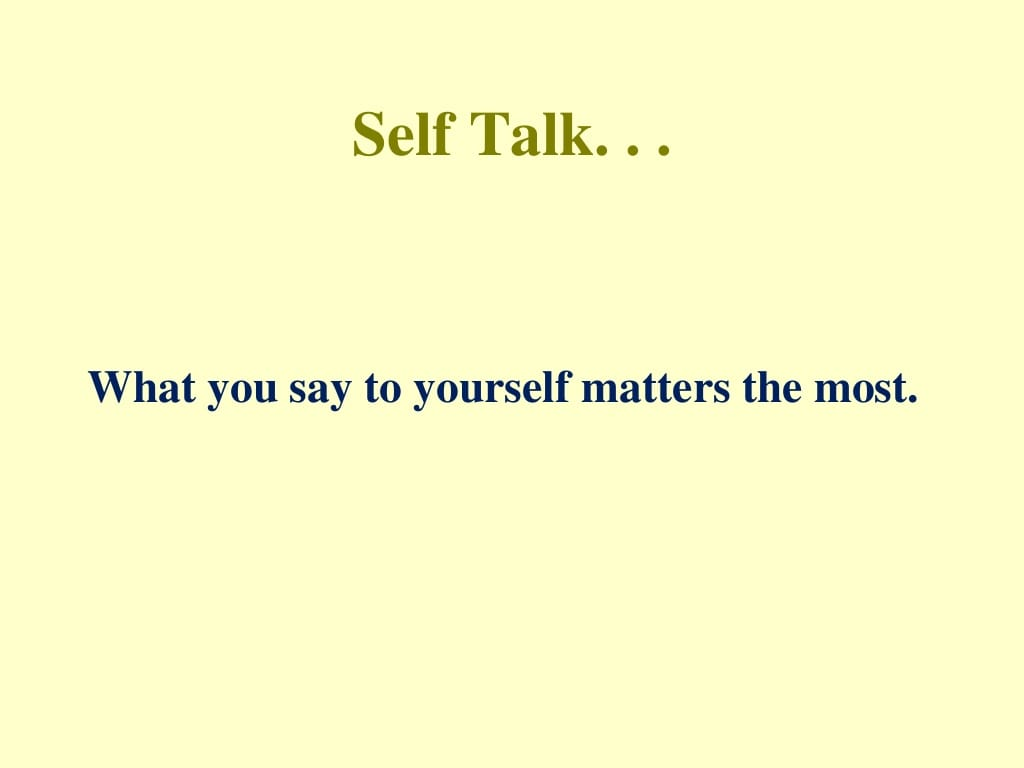 Self Talk. . .
What you say to yourself matters the most.